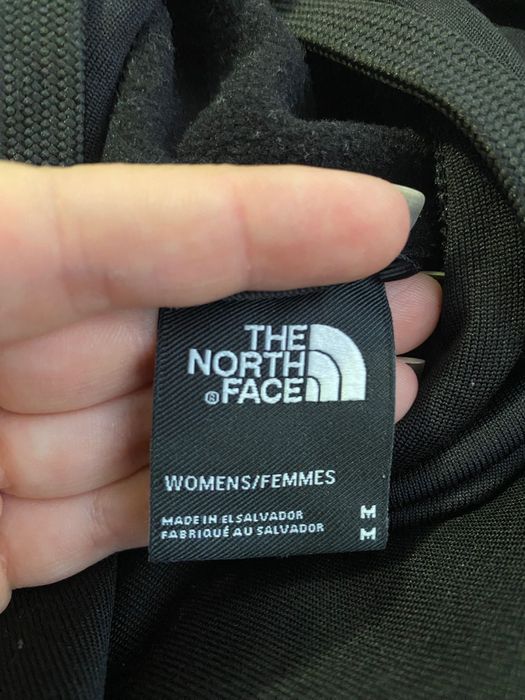 THE
NORTH
®FACE
WOMENS/FEMMES
MADE IN EL SALVADOR M
FABRIQUÉ AU SALVADOR M